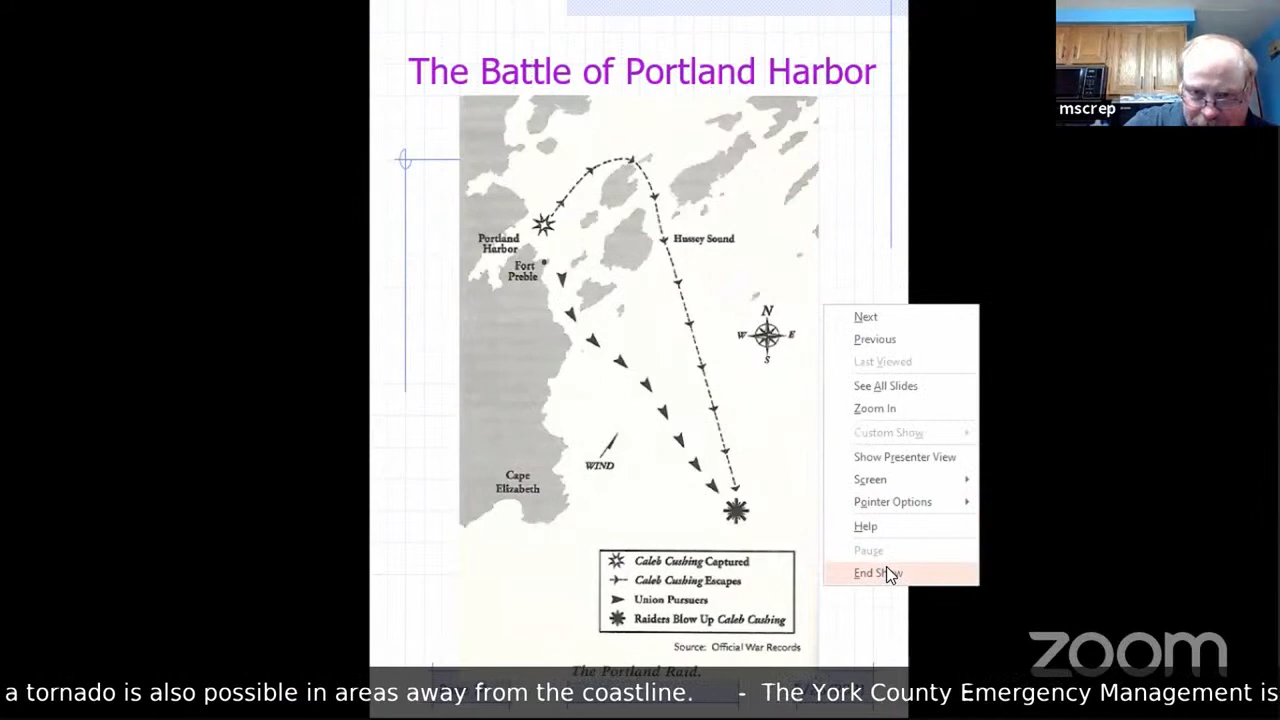 The Battle of Portland Harbor
mscrep
Portland
Harbor
Fort
Preble
Hussey Sound
N
W E
S
WIND
Cape
Elizabeth
Caleb Cushing Captured
Caleb Cushing Escapes
Union Pursuers
Raiders Blow Up Caleb Cushing
Source: Official War Records
The Portland Raid.
Next
Previous
Last Viewed
See All Slides
Zoom In
Custom Show
Show Presenter View
Screen
Pointer Options
Help
Pause
End Show
zoom
a tornado is also possible in areas away from the coastline. - The York County Emergency Management is